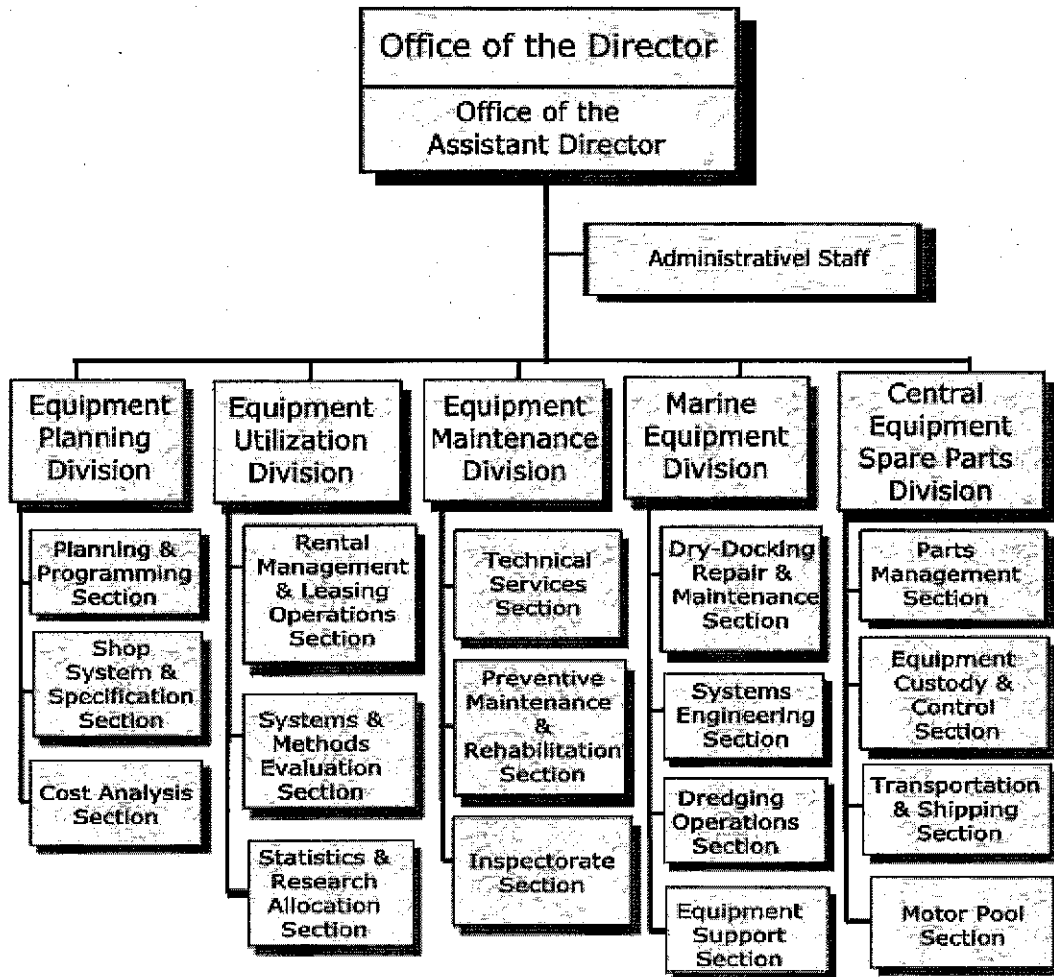 Office of the Director
Office of the
Assistant Director
Administrativel Staff
Equipment
Planning
Division
Planning &
Programming
Section
Shop
System &
Specification
Section
Cost Analysis
Section
Equipment
Utilization
Division
Rental
Management
& Leasing
Operations
Section
Systems &
Methods
Evaluation
Section
Statistics &
Research
Allocation
Section
Equipment
Maintenance
Division
Technical
Services
Section
Preventive
Maintenance
&
Rehabilitation
Section
Inspectorate
Section
Marine
Equipment
Division
Dry-Docking
Repair &
Maintenance
Section
Systems
Engineering
Section
Dredging
Operations
Section
Equipment
Support
Section
Central
Equipment
Spare Parts
Division
Parts
Management
Section
Equipment
Custody &
Control
Section
Transportation
& Shipping
Section
Motor Pool
Section